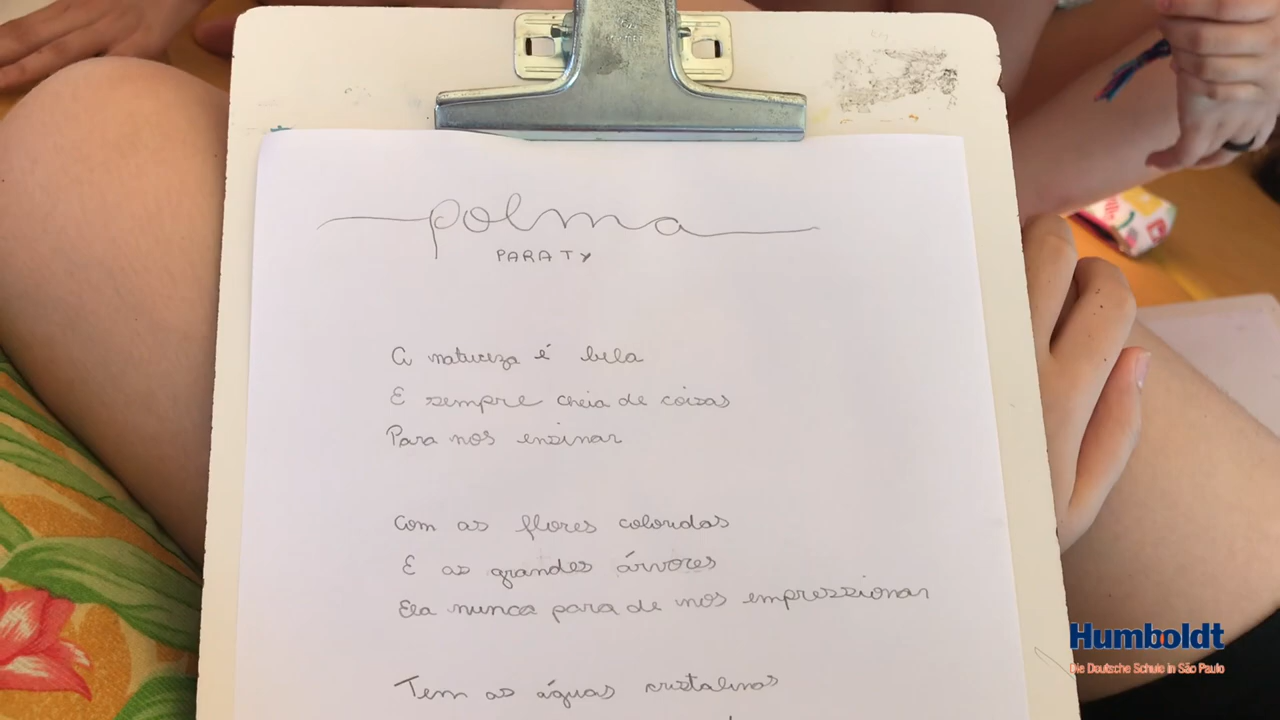 poema
PARATY
A natureza é bela
E sempre cheia de coisas
Para nos ensinar
Com as flores coloridas
E as grandes árvores
Ela nunca para de nos impressionar
Tem as águas cristalinas
Humboldt
Die Deutsche Schule in São Paulo